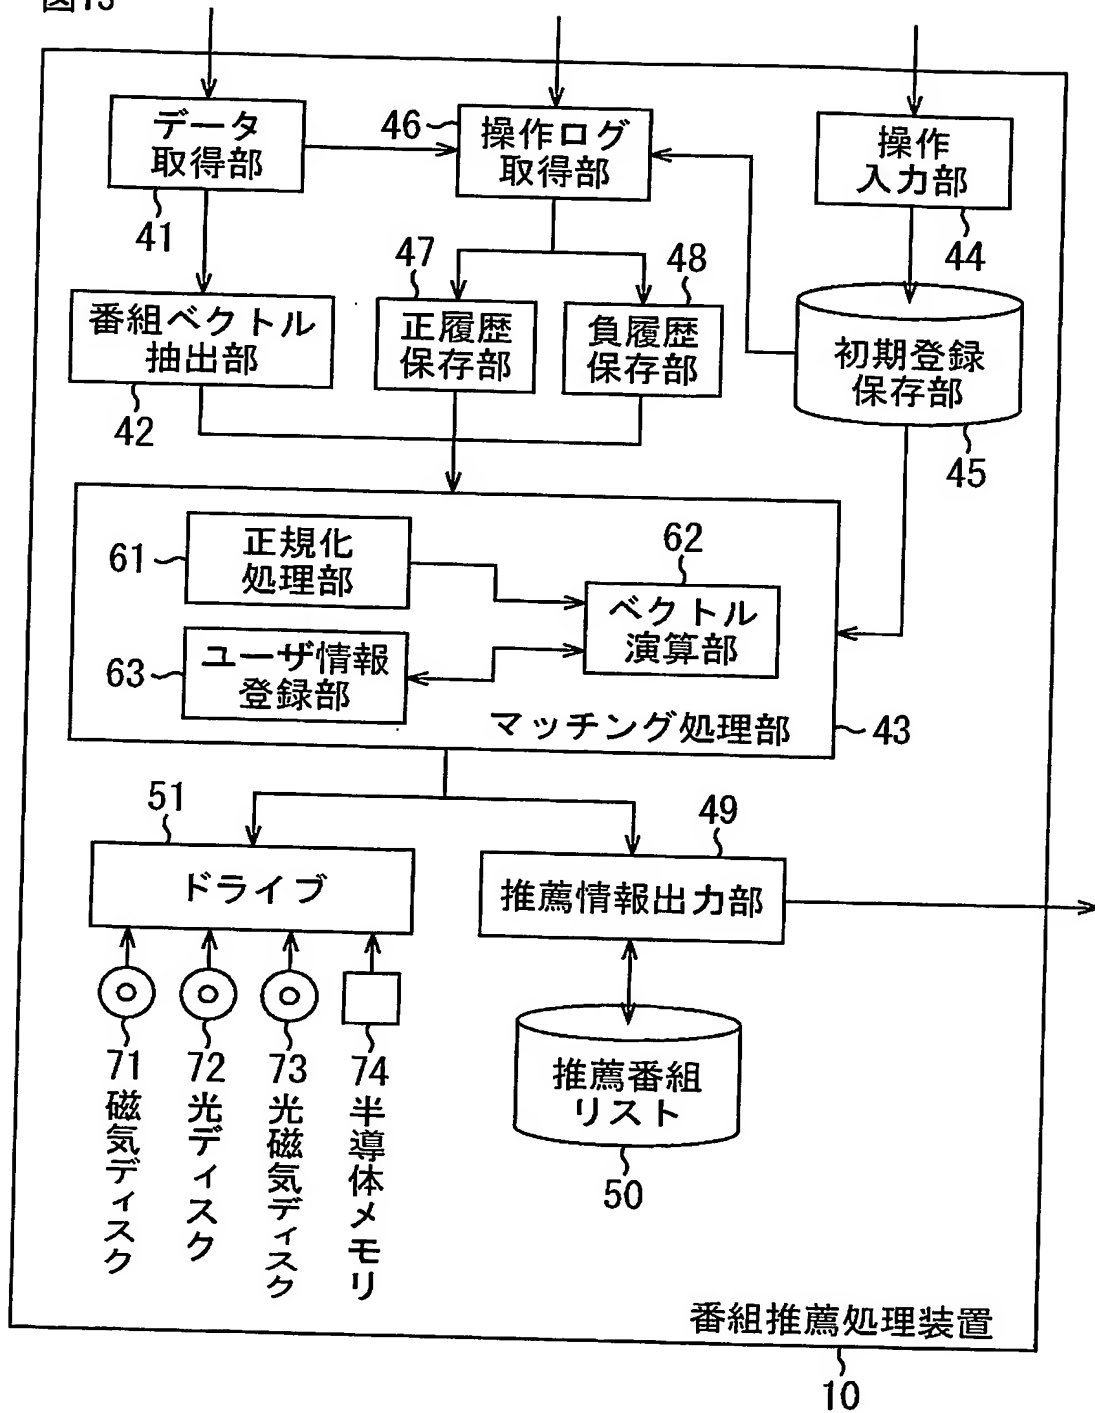 図13
データ
取得部
41
46
操作ログ
取得部
操作
入力部
44
47
正履歴
保存部
48
負履歴
保存部
番組ベクトル
抽出部
42
初期登録
保存部
45
61
正規化
処理部
62
ベクトル
演算部
63
ユーザ情報
登録部
マッチング処理部
43
51
ドライブ
49
推薦情報出力部
71
磁気ディスク
72
光ディスク
73
光磁気ディスク
74
半導体メモリ
推薦番組
リスト
50
番組推薦処理装置
10